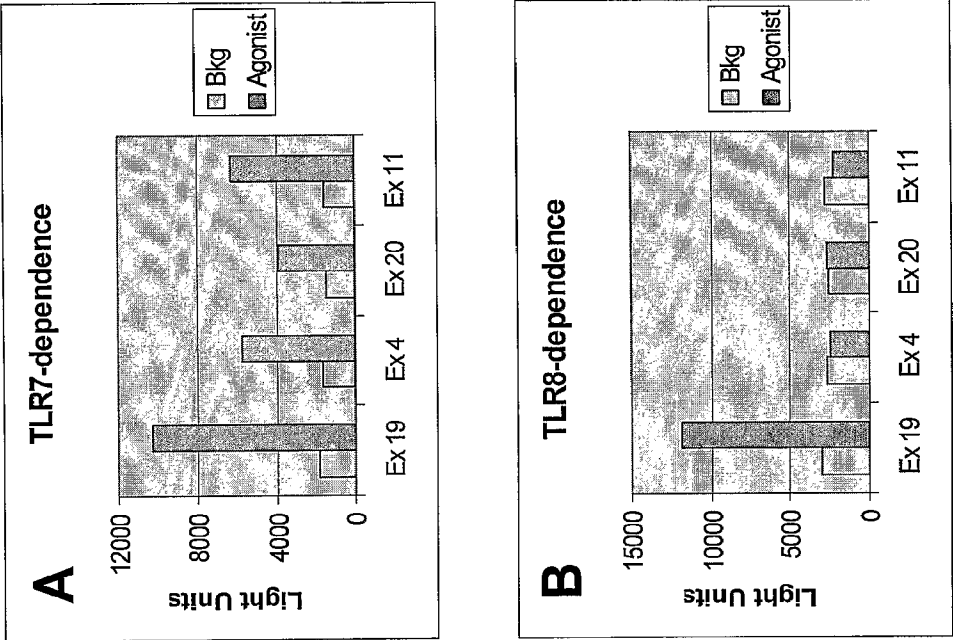 A
TLR7-dependence
Light Units
12000
8000
4000
0
Ex 19
Ex 4
Ex 20
Ex 11
Bkg
Agonist
B
TLR8-dependence
Light Units
15000
10000
5000
0
Ex 19
Ex 4
Ex 20
Ex 11
Bkg
Agonist